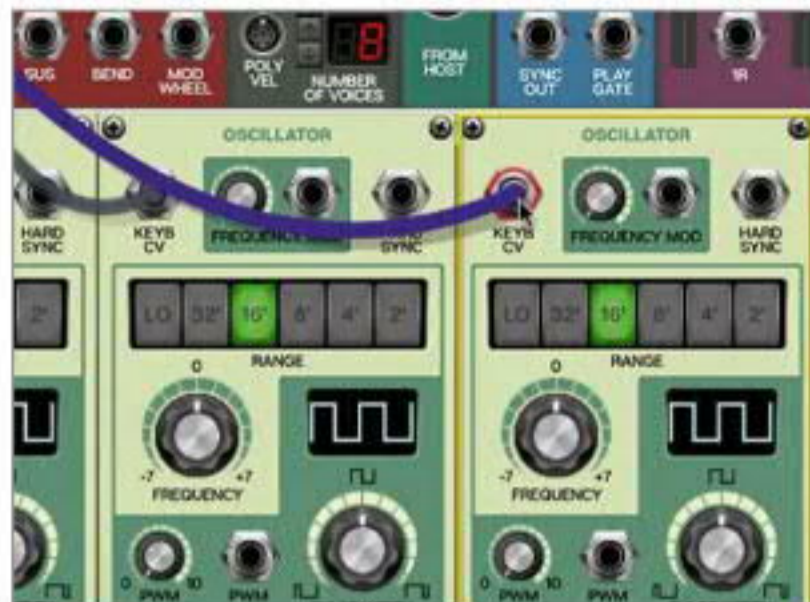 SUS
BEND
MOD
WHEEL
POLY
VEL
8
NUMBER
OF VOICES
FROM
HOST
SYNC
OUT
PLAY
GATE
1R
OSCILLATOR
OSCILLATOR
HARD
SYNC
KEYB
CV
FREQUENCY
SYNC
KEYB
CV
FREQUENCY MOD
HARD
SYNC
2'
LO 32' 16' 8' 4' 2'
LO 32' 16' 8' 4' 2'
RANGE
RANGE
0
0
-7 +7
FREQUENCY
-7 +7
FREQUENCY
0 10
PWM
PWM
0 10
PWM
PWM